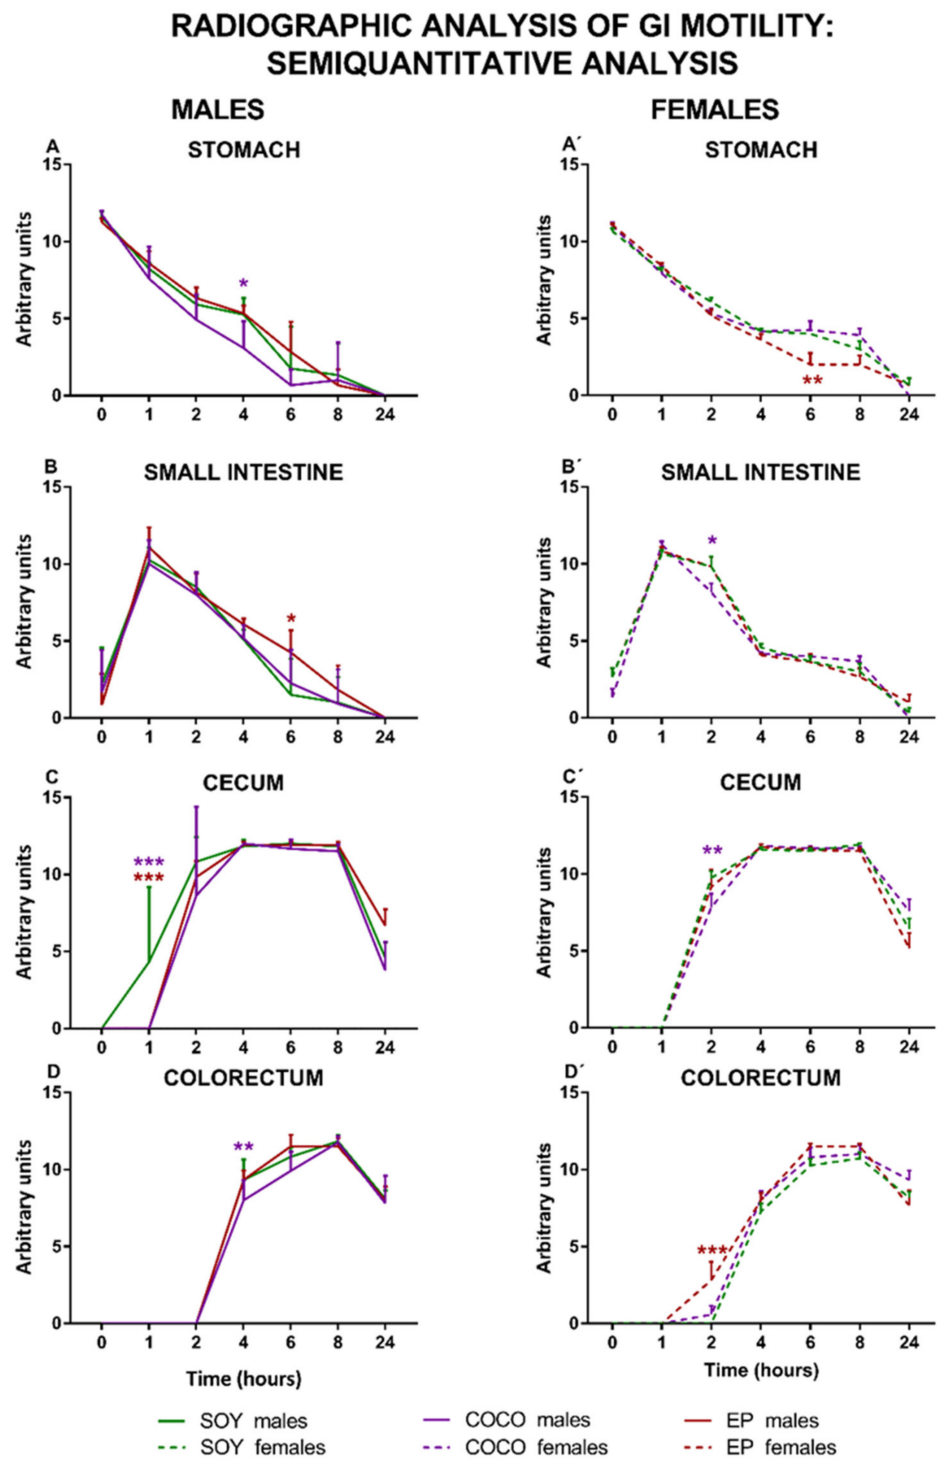 RADIOGRAPHIC ANALYSIS OF GI MOTILITY:
SEMIQUANTITATIVE ANALYSIS
MALES
FEMALES
A
STOMACH
15
10
5
0
Arbitrary units
*
0 1 2 4 6 8 24
A´
STOMACH
15
10
5
0
Arbitrary units
**
0 1 2 4 6 8 24
B
SMALL INTESTINE
15
10
5
0
Arbitrary units
*
0 1 2 4 6 8 24
B´
SMALL INTESTINE
15
10
5
0
Arbitrary units
*
0 1 2 4 6 8 24
C
CECUM
15
10
5
0
Arbitrary units
***
***
0 1 2 4 6 8 24
C´
CECUM
15
10
5
0
Arbitrary units
**
0 1 2 4 6 8 24
D
COLORECTUM
15
10
5
0
Arbitrary units
**
0 1 2 4 6 8 24
Time (hours)
D´
COLORECTUM
15
10
5
0
Arbitrary units
***
0 1 2 4 6 8 24
Time (hours)
SOY males
COCO males
EP males
SOY females
COCO females
EP females